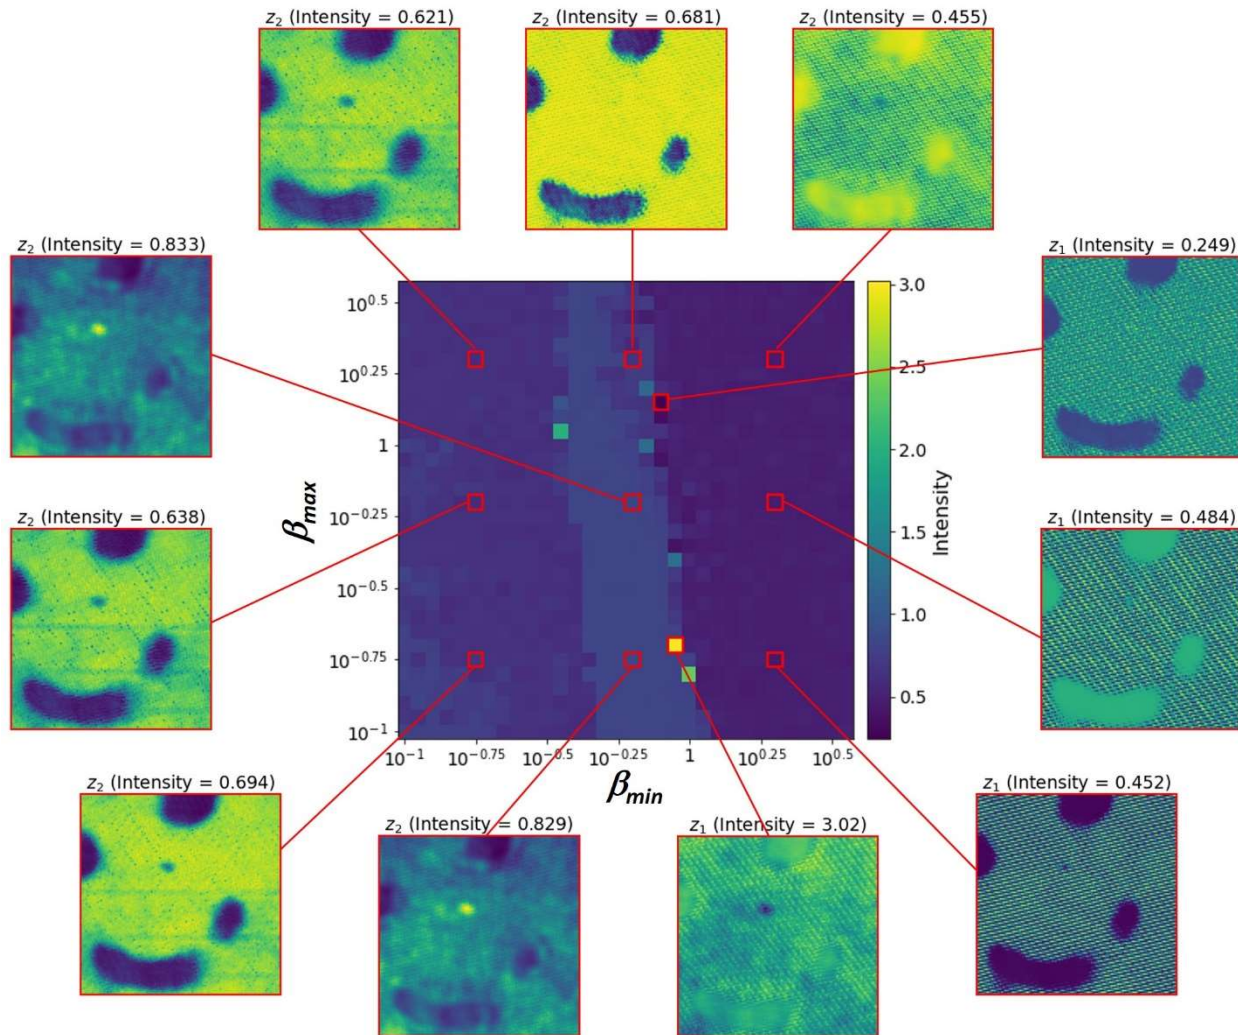 z₂ (Intensity = 0.621)
z₂ (Intensity = 0.681)
z₂ (Intensity = 0.455)
z₂ (Intensity = 0.833)
z₁ (Intensity = 0.249)
10^0.5
10^0.25
1
10^−0.25
10^−0.5
10^−0.75
10^−1
β_max
10^−1
10^−0.75
10^−0.5
10^−0.25
1
10^0.25
10^0.5
β_min
3.0
2.5
2.0
1.5
1.0
0.5
Intensity
z₂ (Intensity = 0.638)
z₁ (Intensity = 0.484)
z₂ (Intensity = 0.694)
z₂ (Intensity = 0.829)
z₁ (Intensity = 3.02)
z₁ (Intensity = 0.452)